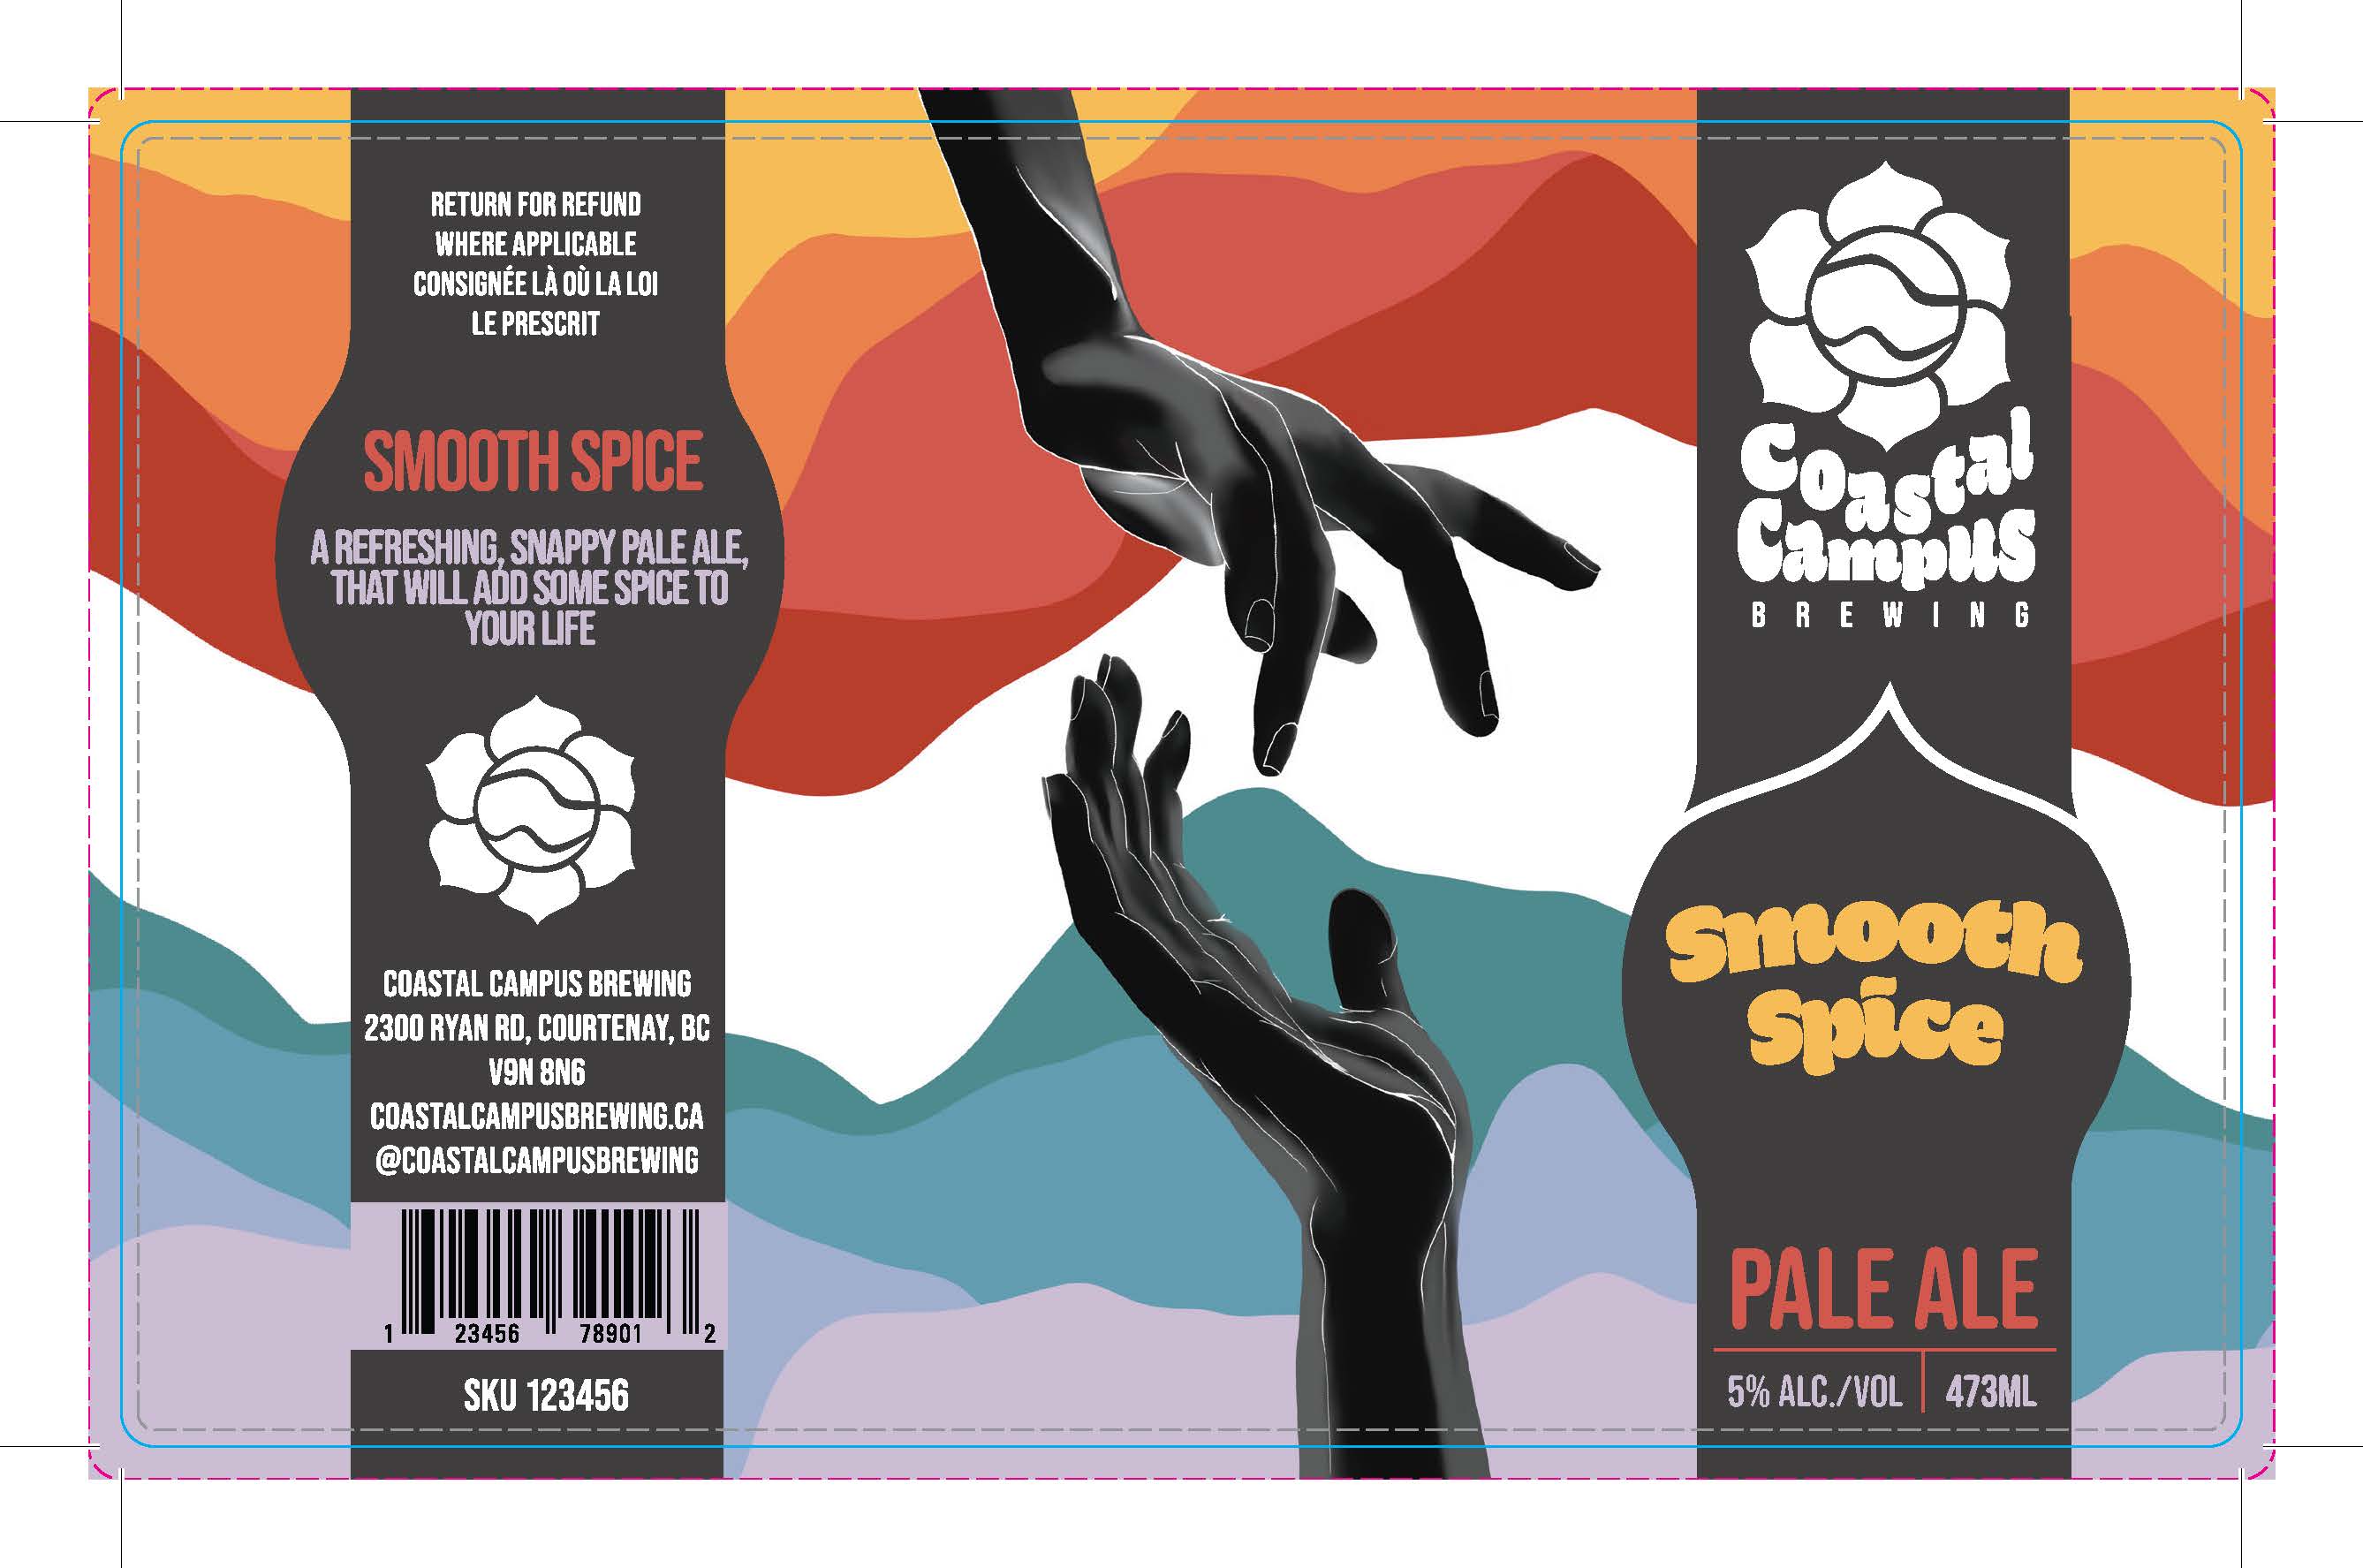 RETURN FOR REFUND
WHERE APPLICABLE
CONSIGNÉE LÀ OÙ LA LOI
LE PRESCRIT
SMOOTH SPICE
A REFRESHING, SNAPPY PALE ALE,
THAT WILL ADD SOME SPICE TO
YOUR LIFE
COASTAL CAMPUS BREWING
2300 RYAN RD, COURTENAY, BC
V9N 8N6
COASTALCAMPUSBREWING.CA
@COASTALCAMPUSBREWING
1 23456 78901 2
SKU 123456
Coastal
Campus
BREWING
Smooth
Spice
PALE ALE
5% ALC./VOL 473ML